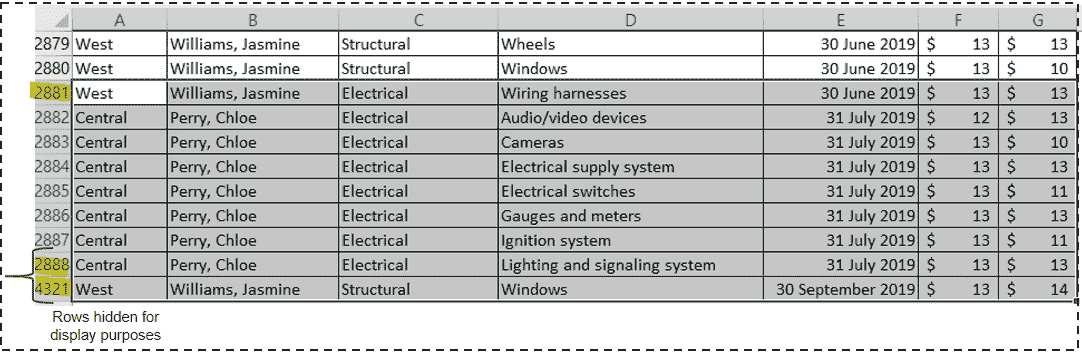 A B C D E F G
2879 West Williams, Jasmine Structural Wheels 30 June 2019 $ 13 $ 13
2880 West Williams, Jasmine Structural Windows 30 June 2019 $ 13 $ 10
2881 West Williams, Jasmine Electrical Wiring harnesses 30 June 2019 $ 13 $ 13
2882 Central Perry, Chloe Electrical Audio/video devices 31 July 2019 $ 12 $ 13
2883 Central Perry, Chloe Electrical Cameras 31 July 2019 $ 13 $ 10
2884 Central Perry, Chloe Electrical Electrical supply system 31 July 2019 $ 13 $ 13
2885 Central Perry, Chloe Electrical Electrical switches 31 July 2019 $ 13 $ 11
2886 Central Perry, Chloe Electrical Gauges and meters 31 July 2019 $ 13 $ 13
2887 Central Perry, Chloe Electrical Ignition system 31 July 2019 $ 13 $ 11
2888 Central Perry, Chloe Electrical Lighting and signaling system 31 July 2019 $ 13 $ 13
4321 West Williams, Jasmine Structural Windows 30 September 2019 $ 13 $ 14
Rows hidden for
display purposes